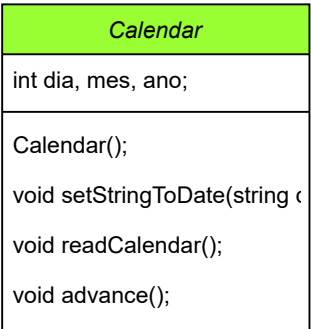 Calendar
int dia, mes, ano;
Calendar();
void setStringToDate(string
void readCalendar();
void advance();